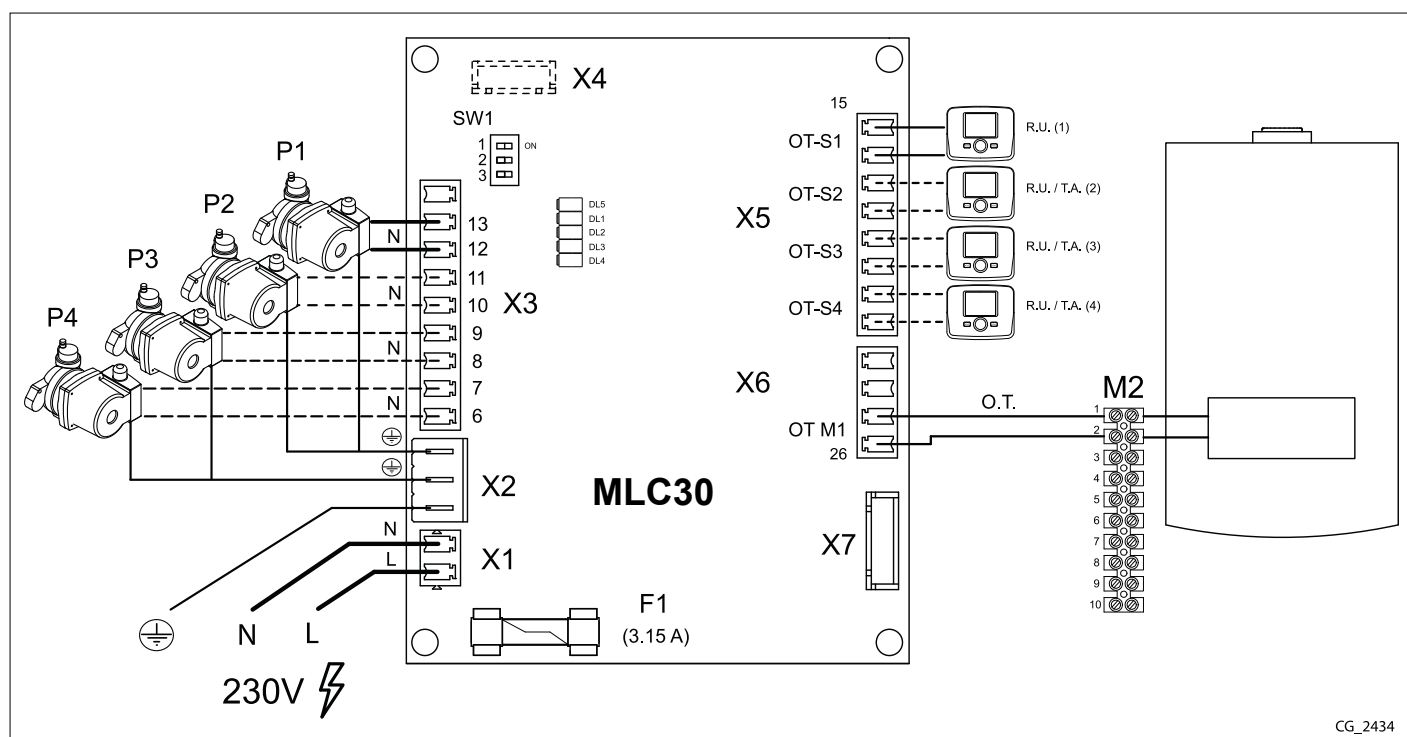 X4
SW1
1
2
3
ON
DL5
DL1
DL2
DL3
DL4
P1
P2
P3
P4
13
N
12
11
N
10
9
N
8
7
N
6
X3
X2
N
L
X1
N
L
230V
MLC30
F1
(3.15 A)
15
OT-S1
OT-S2
OT-S3
OT-S4
X5
X6
OT M1
26
X7
R.U. (1)
R.U. / T.A. (2)
R.U. / T.A. (3)
R.U. / T.A. (4)
O.T.
M2
1
2
3
4
5
6
7
8
9
10
CG_2434